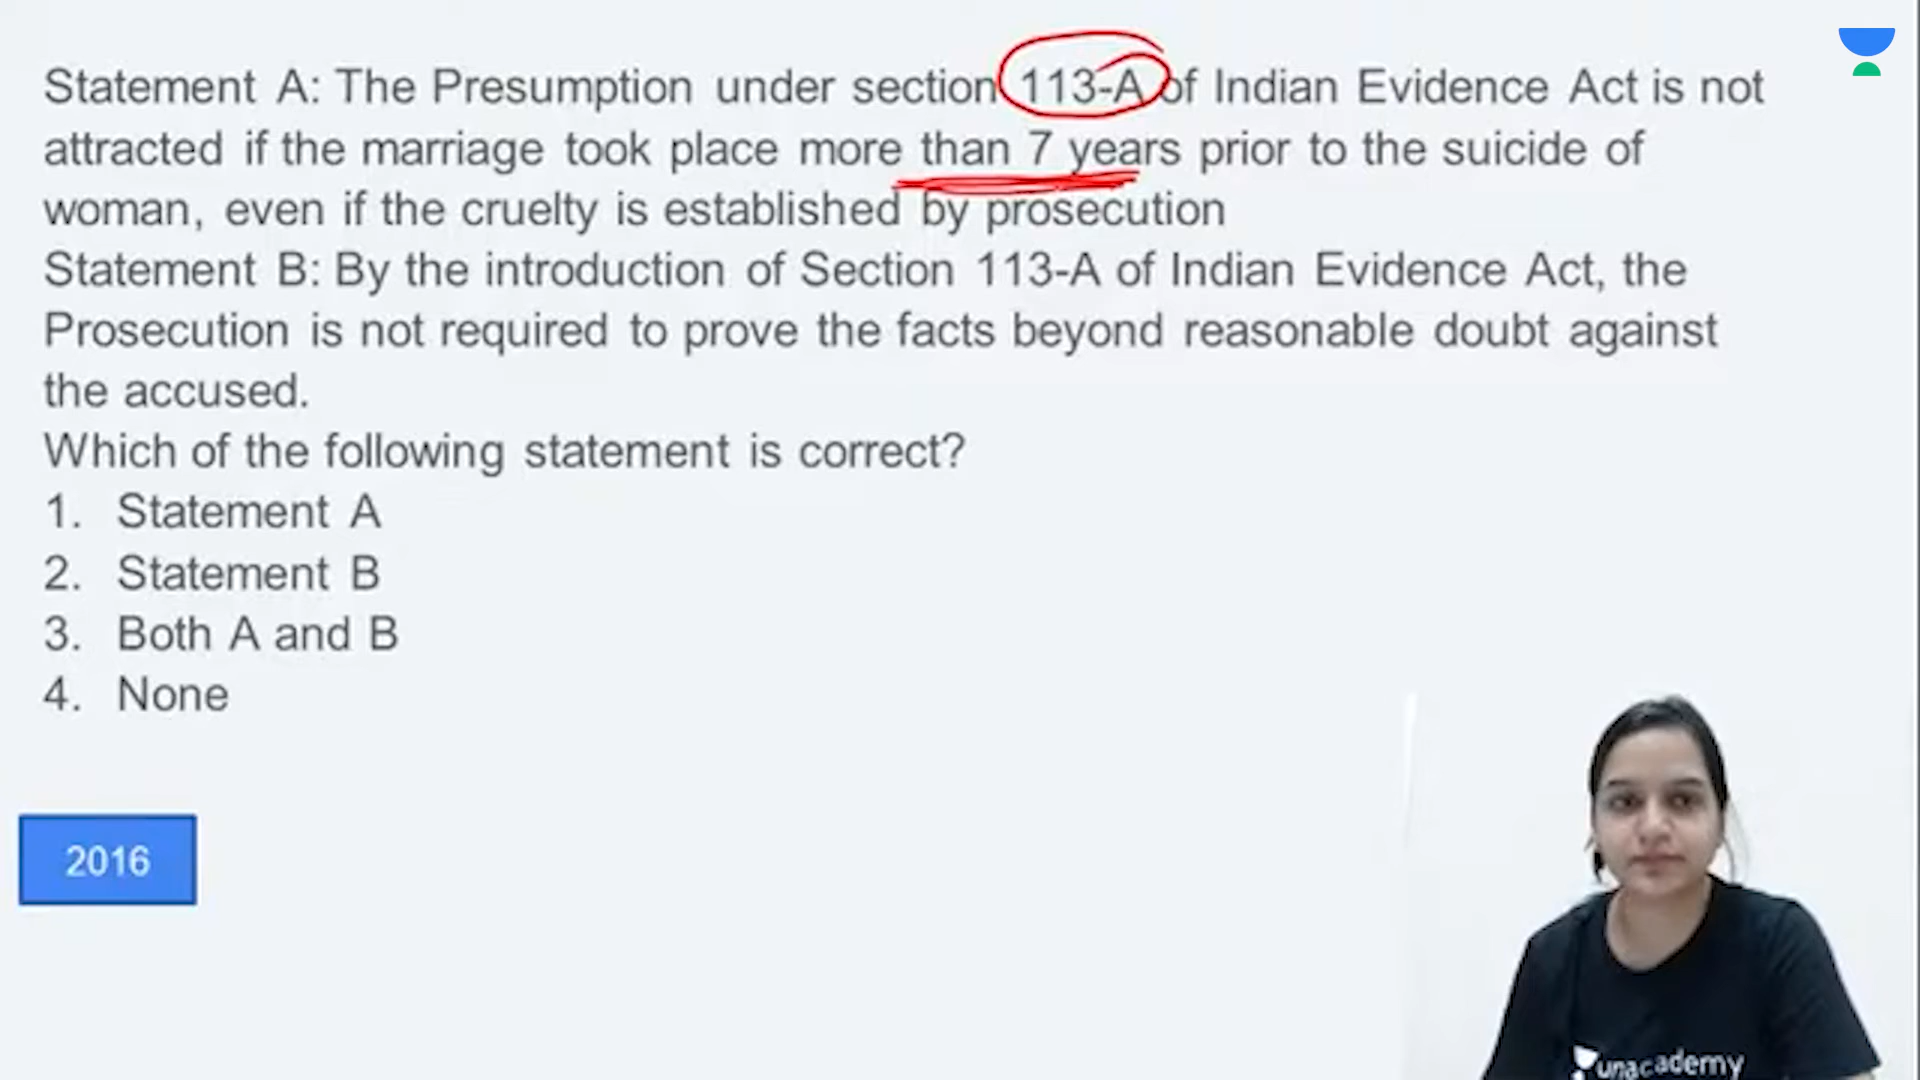 Statement A: The Presumption under section 113-A of Indian Evidence Act is not
attracted if the marriage took place more than 7 years prior to the suicide of
woman, even if the cruelty is established by prosecution
Statement B: By the introduction of Section 113-A of Indian Evidence Act, the
Prosecution is not required to prove the facts beyond reasonable doubt against
the accused.
Which of the following statement is correct?
1. Statement A
2. Statement B
3. Both A and B
4. None
2016
unacademy